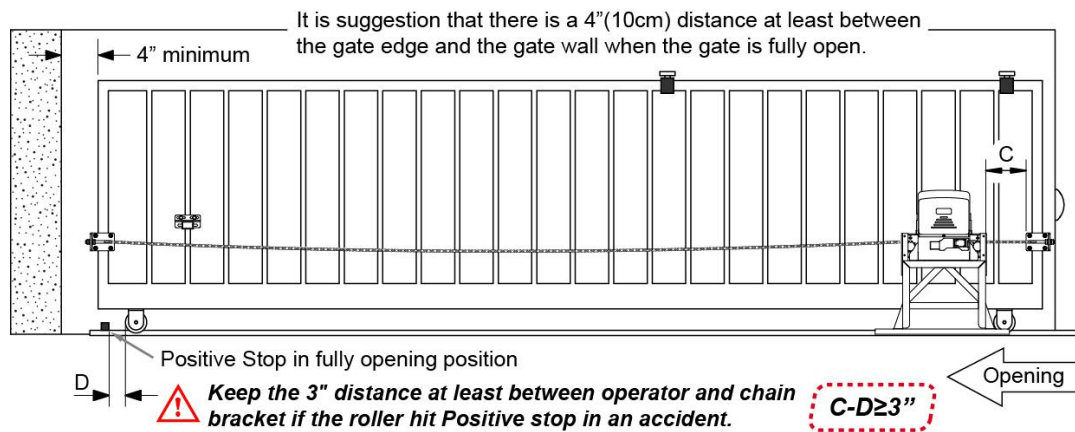 It is suggestion that there is a 4”(10cm) distance at least between
the gate edge and the gate wall when the gate is fully open.
4” minimum
C
Positive Stop in fully opening position
D
Keep the 3" distance at least between operator and chain
bracket if the roller hit Positive stop in an accident.
C-D≥3”
Opening